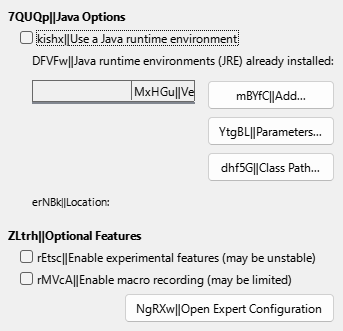 7QUQp||Java Options
kishx||Use a Java runtime environment
DFVFw||Java runtime environments (JRE) already installed:
MxHGu||Ve
mBYfC||Add...
YtgBL||Parameters...
dhf5G||Class Path...
erNBk||Location:
ZLtrh||Optional Features
rEtsc||Enable experimental features (may be unstable)
rMVcA||Enable macro recording (may be limited)
NgRXw||Open Expert Configuration